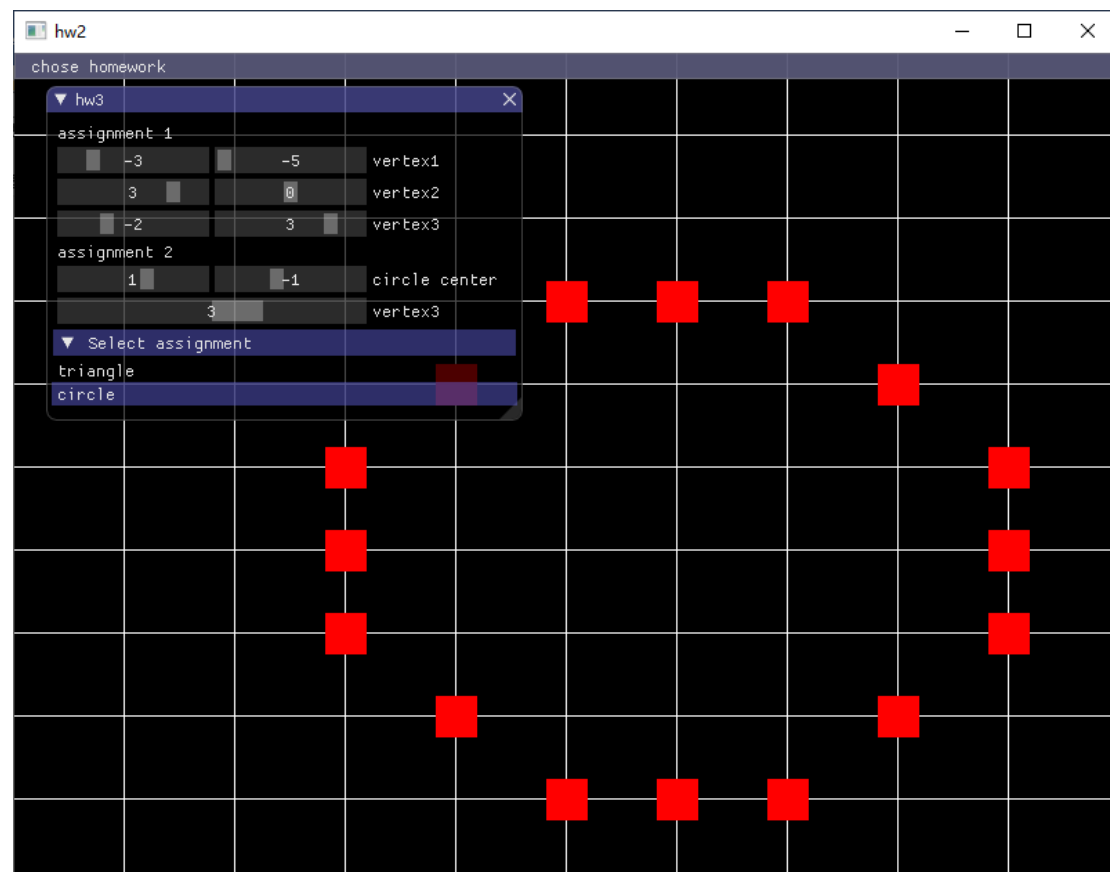 hw2
chose homework
hw3
assignment 1
-3 -5 vertex1
3 0 vertex2
-2 3 vertex3
assignment 2
1 -1 circle center
3 vertex3
Select assignment
triangle
circle